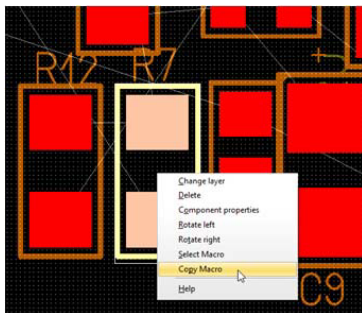 R12 R7
Change layer
Delete
Component properties
Rotate left
Rotate right
Select Macro
Copy Macro
Help
C9